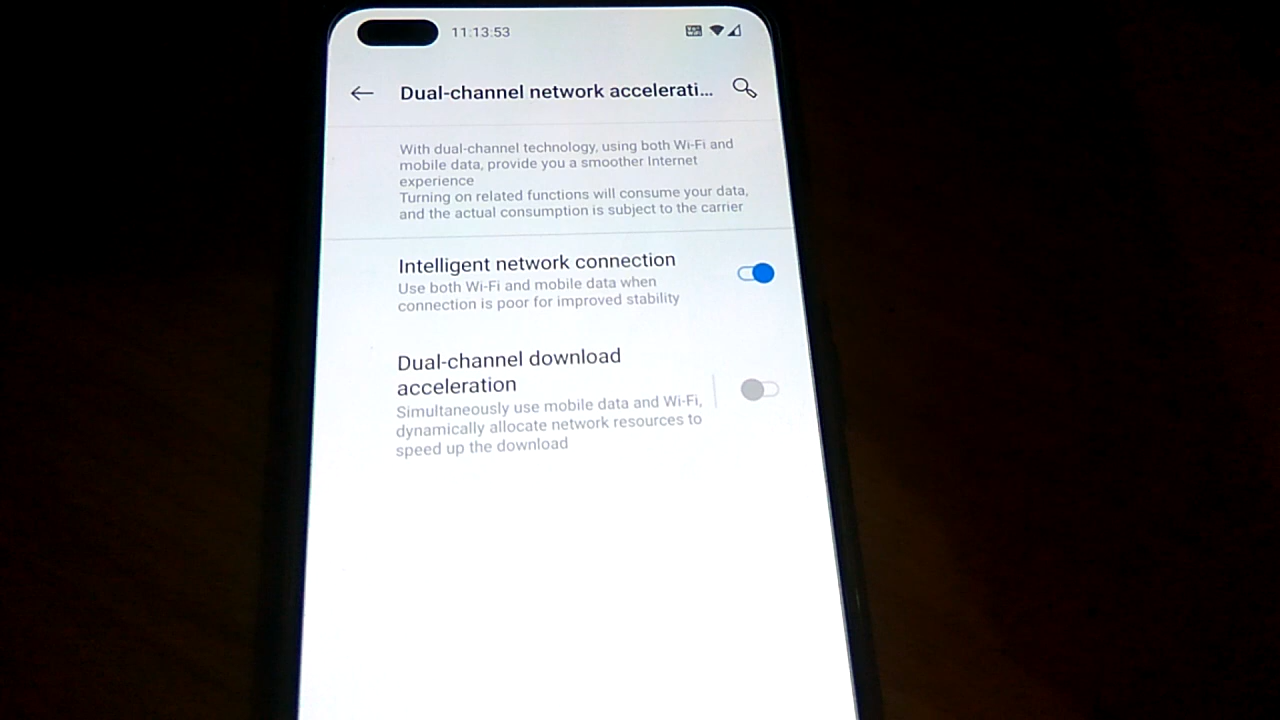 11:13:53
Dual-channel network accelerati...
With dual-channel technology, using both Wi-Fi and
mobile data, provide you a smoother Internet
experience
Turning on related functions will consume your data,
and the actual consumption is subject to the carrier
Intelligent network connection
Use both Wi-Fi and mobile data when
connection is poor for improved stability
Dual-channel download
acceleration
Simultaneously use mobile data and Wi-Fi,
dynamically allocate network resources to
speed up the download